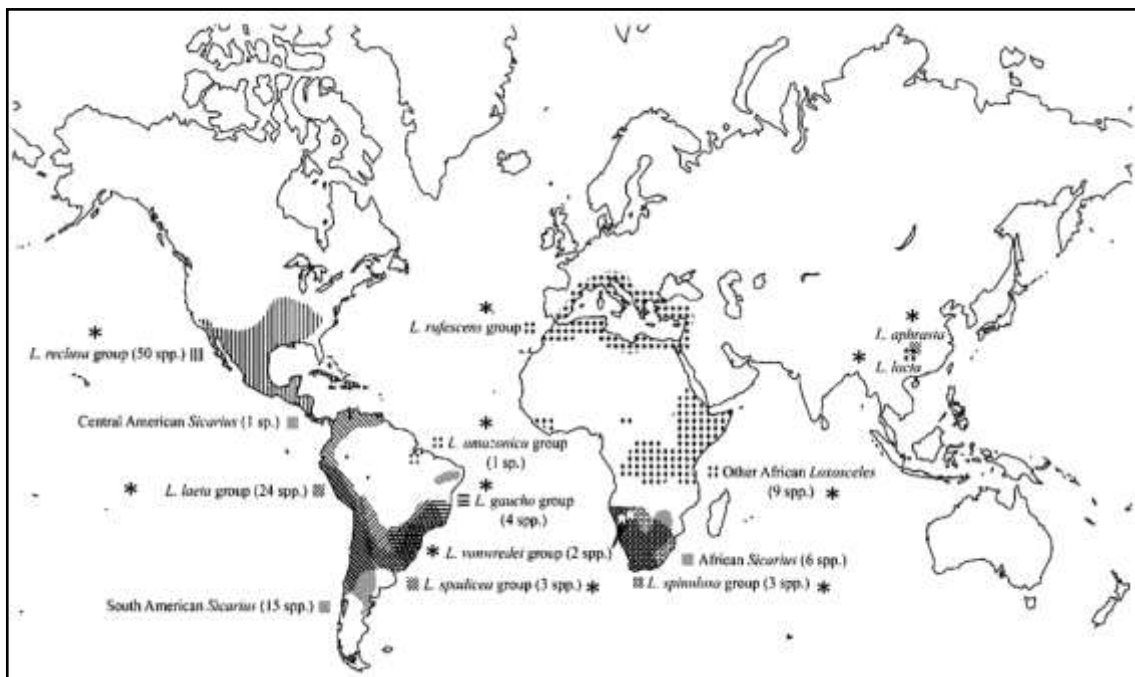 *
L. rufescens group
*
L. reclusa group (50 spp.)
*
L. aphrasta
*
L. lacta
Central American Sicarius (1 sp.)
*
L. amazonica group
(1 sp.)
Other African Loxosceles
(9 spp.) *
*
L. laeta group (24 spp.)
*
L. gaucho group
(4 spp.)
* L. vonwredei group (2 spp.)
African Sicarius (6 spp.)
L. spadicea group (3 spp.) *
L. spinulosa group (3 spp.) *
South American Sicarius (15 spp.)